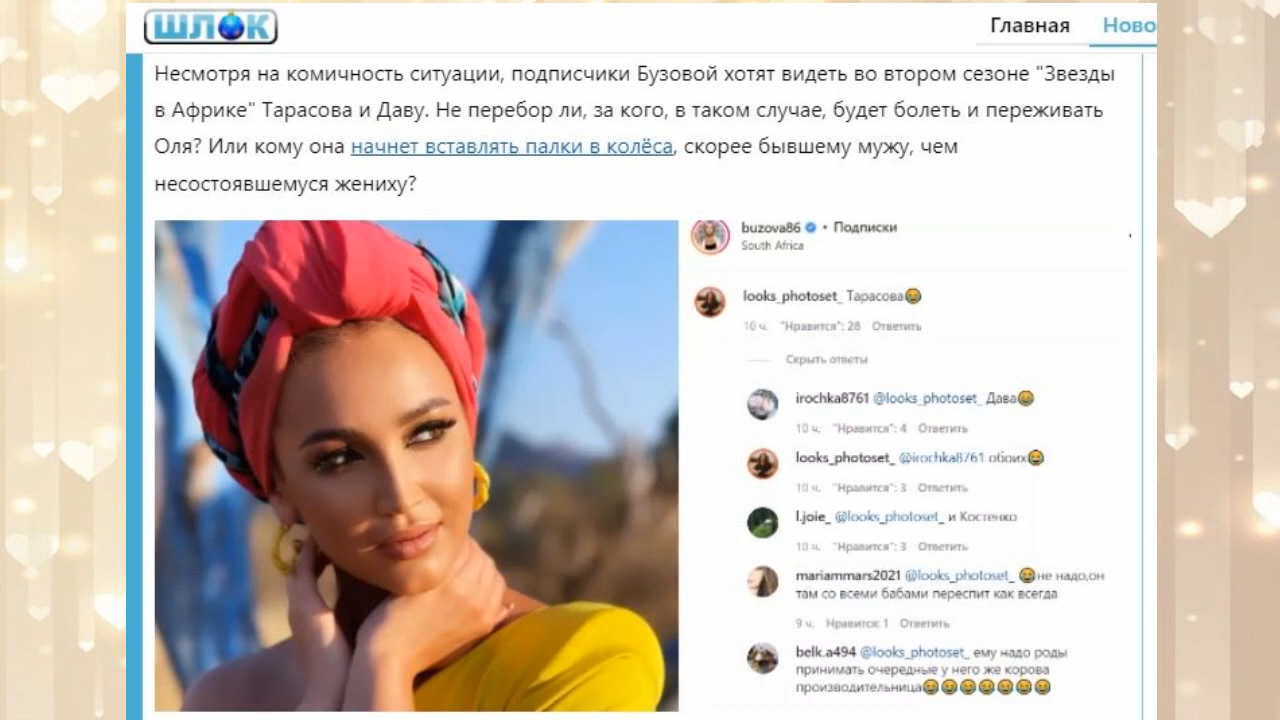 ШЛОК
Главная Ново
Несмотря на комичность ситуации, подписчики Бузовой хотят видеть во втором сезоне "Звезды
в Африке" Тарасова и Даву. Не перебор ли, за кого, в таком случае, будет болеть и переживать
Оля? Или кому она начнет вставлять палки в колёса, скорее бывшему мужу, чем
несостоявшемуся жениху?
buzova86 • Подписки
South Africa
looks_photoset_ Тарасова😂
10 ч. "Нравится": 28 Ответить
Скрыть ответы
irochka8761 @looks_photoset_ Дава😂
10 ч. "Нравится": 4 Ответить
looks_photoset_ @irochka8761 обоих😂
10 ч. "Нравится": 3 Ответить
l.joie_ @looks_photoset_ и Костенко
10 ч. "Нравится": 3 Ответить
mariammars2021 @looks_photoset_ 😂не надо,он
там со всеми бабами переспит как всегда
9 ч. Нравится: 1 Ответить
belk.a494 @looks_photoset_ ему надо роды
принимать очередные у него же корова
производительница😂😂😂😂😂😂😂